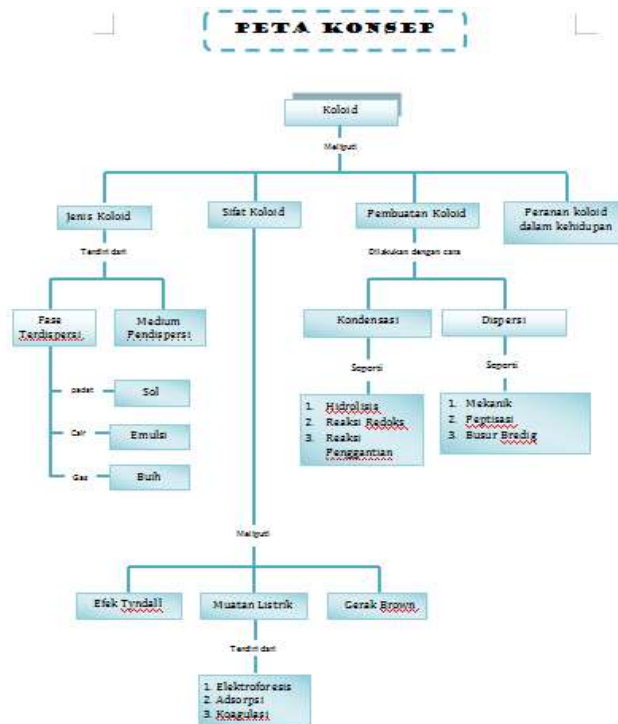 PETA KONSEP
Koloid
Meliputi
Jenis Koloid
Sifat Koloid
Pembuatan Koloid
Peranan koloid
dalam kehidupan
Terdiri dari
Dilakukan dengan cara
Fase
Terdispersi
Medium
Pendispersi
Kondensasi
Dispersi
Seperti
Seperti
padat
Sol
Cair
Emulsi
Gas
Buih
1. Hidrolisis
2. Reaksi Redoks
3. Reaksi
Penggantian
1. Mekanik
2. Peptisasi
3. Busur Bredig
Meliputi
Efek Tyndall
Muatan Listrik
Gerak Brown
Terdiri dari
1. Elektroforesis
2. Adsorpsi
3. Koagulasi